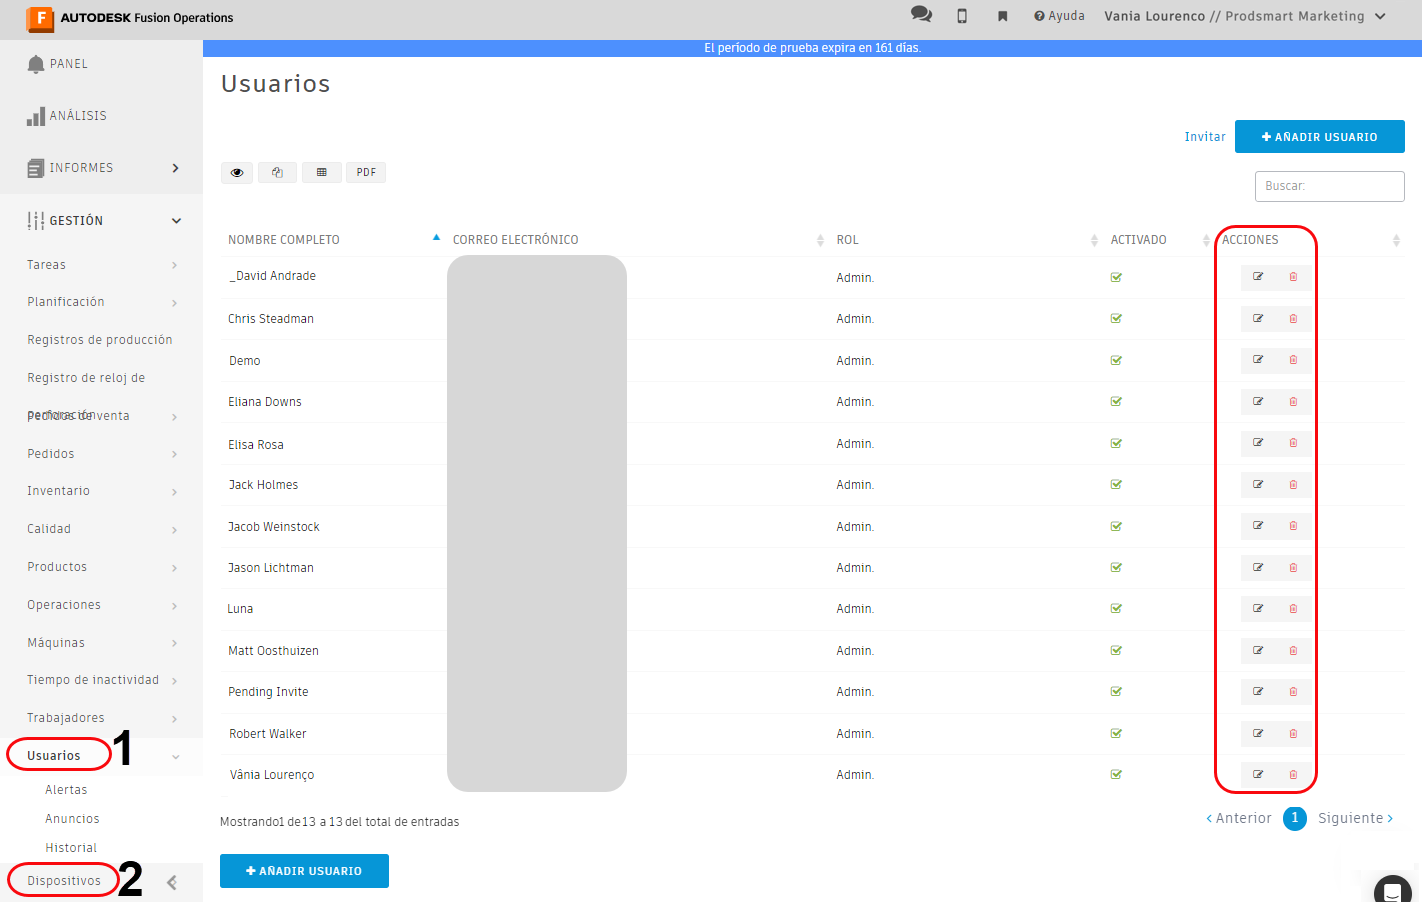 AUTODESK Fusion Operations
Ayuda
Vania Lourenco // Prodsmart Marketing
El período de prueba expira en 161 días.
PANEL
ANÁLISIS
INFORMES
GESTIÓN
Tareas
Planificación
Registros de producción
Registro de reloj de
perforación
Pedidos de venta
Pedidos
Inventario
Calidad
Productos
Operaciones
Máquinas
Tiempo de inactividad
Trabajadores
Usuarios 1
Alertas
Anuncios
Historial
Dispositivos 2
Usuarios
Invitar
AÑADIR USUARIO
PDF
Buscar:
NOMBRE COMPLETO CORREO ELECTRÓNICO ROL ACTIVADO ACCIONES
_David Andrade Admin.
Chris Steadman Admin.
Demo Admin.
Eliana Downs Admin.
Elisa Rosa Admin.
Jack Holmes Admin.
Jacob Weinstock Admin.
Jason Lichtman Admin.
Luna Admin.
Matt Oosthuizen Admin.
Pending Invite Admin.
Robert Walker Admin.
Vânia Lourenço Admin.
Mostrando1 de13 a 13 del total de entradas
Anterior 1 Siguiente
AÑADIR USUARIO